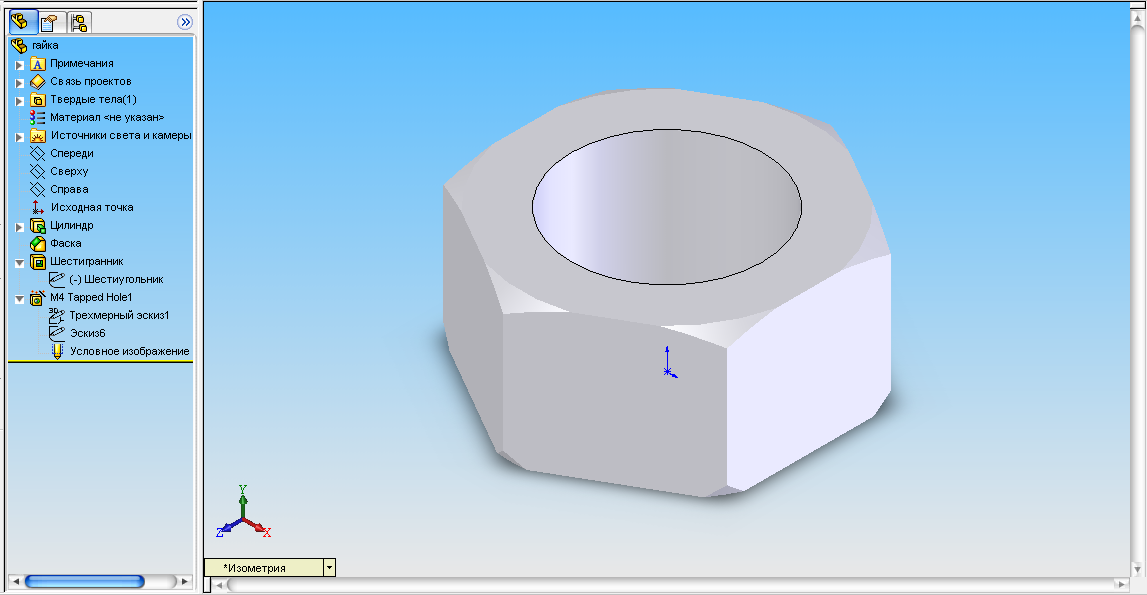 гайка
Примечания
Связь проектов
Твердые тела(1)
Материал <не указан>
Источники света и камеры
Спереди
Сверху
Справа
Исходная точка
Цилиндр
Фаска
Шестигранник
(-) Шестиугольник
M4 Tapped Hole1
3D
Трехмерный эскиз1
Эскиз6
Условное изображение
Y
Z
X
*Изометрия